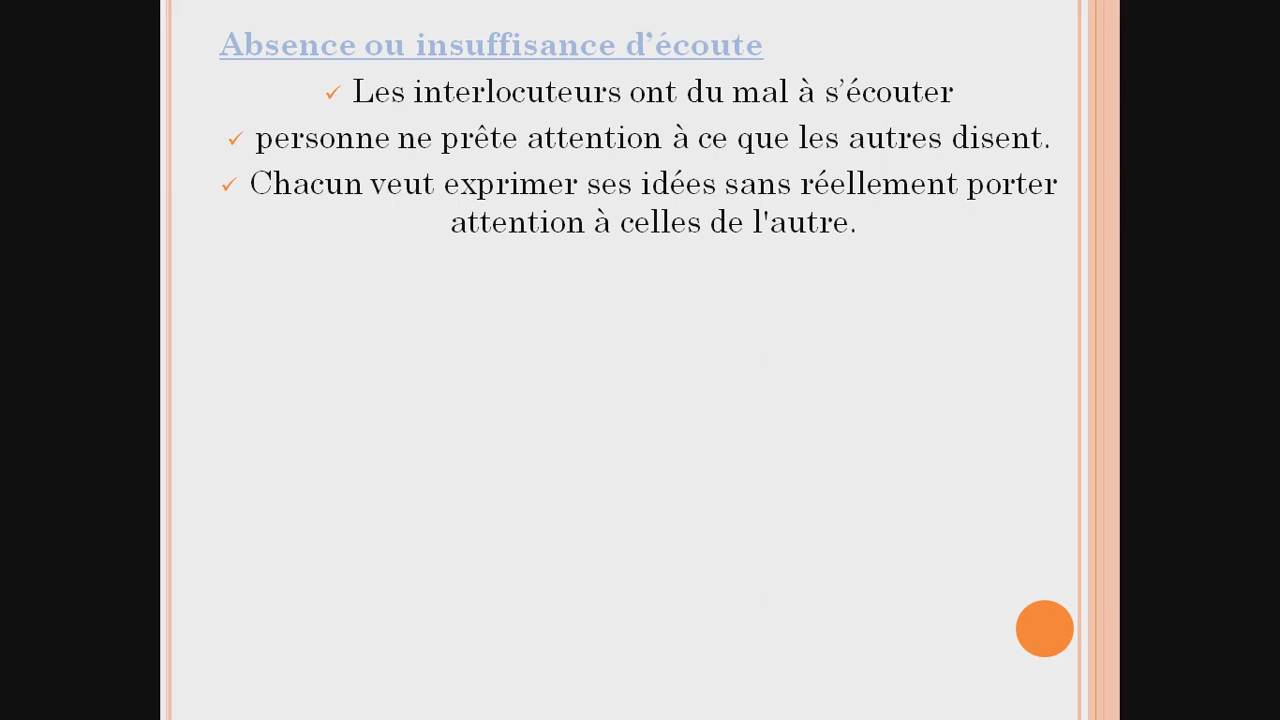 Absence ou insuffisance d’écoute
✓ Les interlocuteurs ont du mal à s’écouter
✓ personne ne prête attention à ce que les autres disent.
✓ Chacun veut exprimer ses idées sans réellement porter
attention à celles de l'autre.